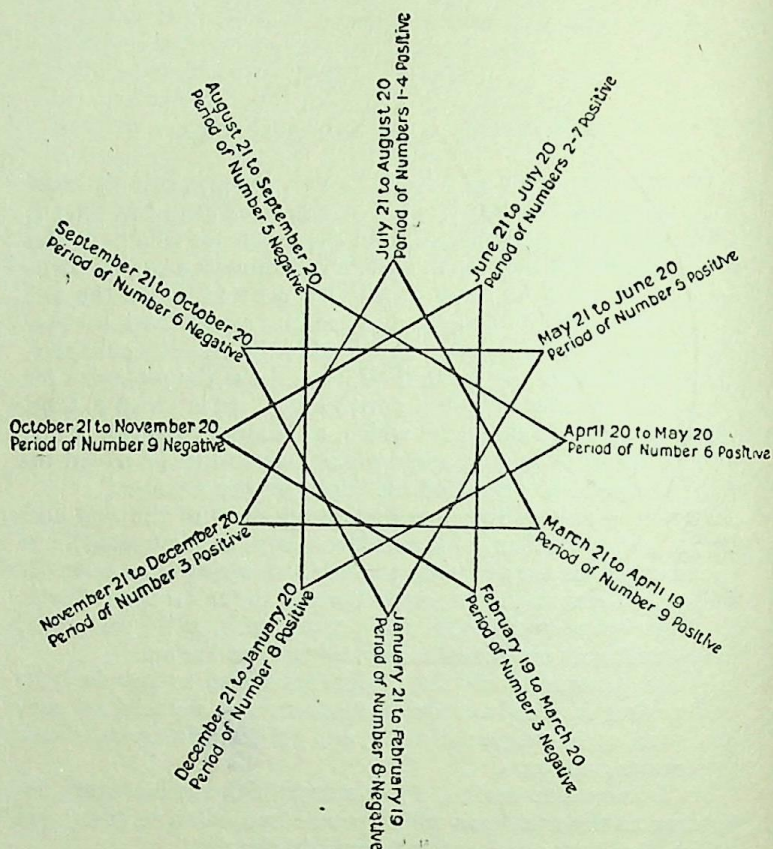 July 21 to August 20
Period of Numbers 1-4 Positive
June 21 to July 20
Period of Numbers 2-7 Positive
May 21 to June 20
Period of Number 5 Positive
April 20 to May 20
Period of Number 6 Positive
March 21 to April 19
Period of Number 9 Positive
February 19 to March 20
Period of Number 3 Negative
January 21 to February 19
Period of Number 8-Negative
December 21 to January 20
Period of Number 8 Positive
November 21 to December 20
Period of Number 3 Positive
October 21 to November 20
Period of Number 9 Negative
September 21 to October 20
Period of Number 6 Negative
August 21 to September 20
Period of Number 5 Negative